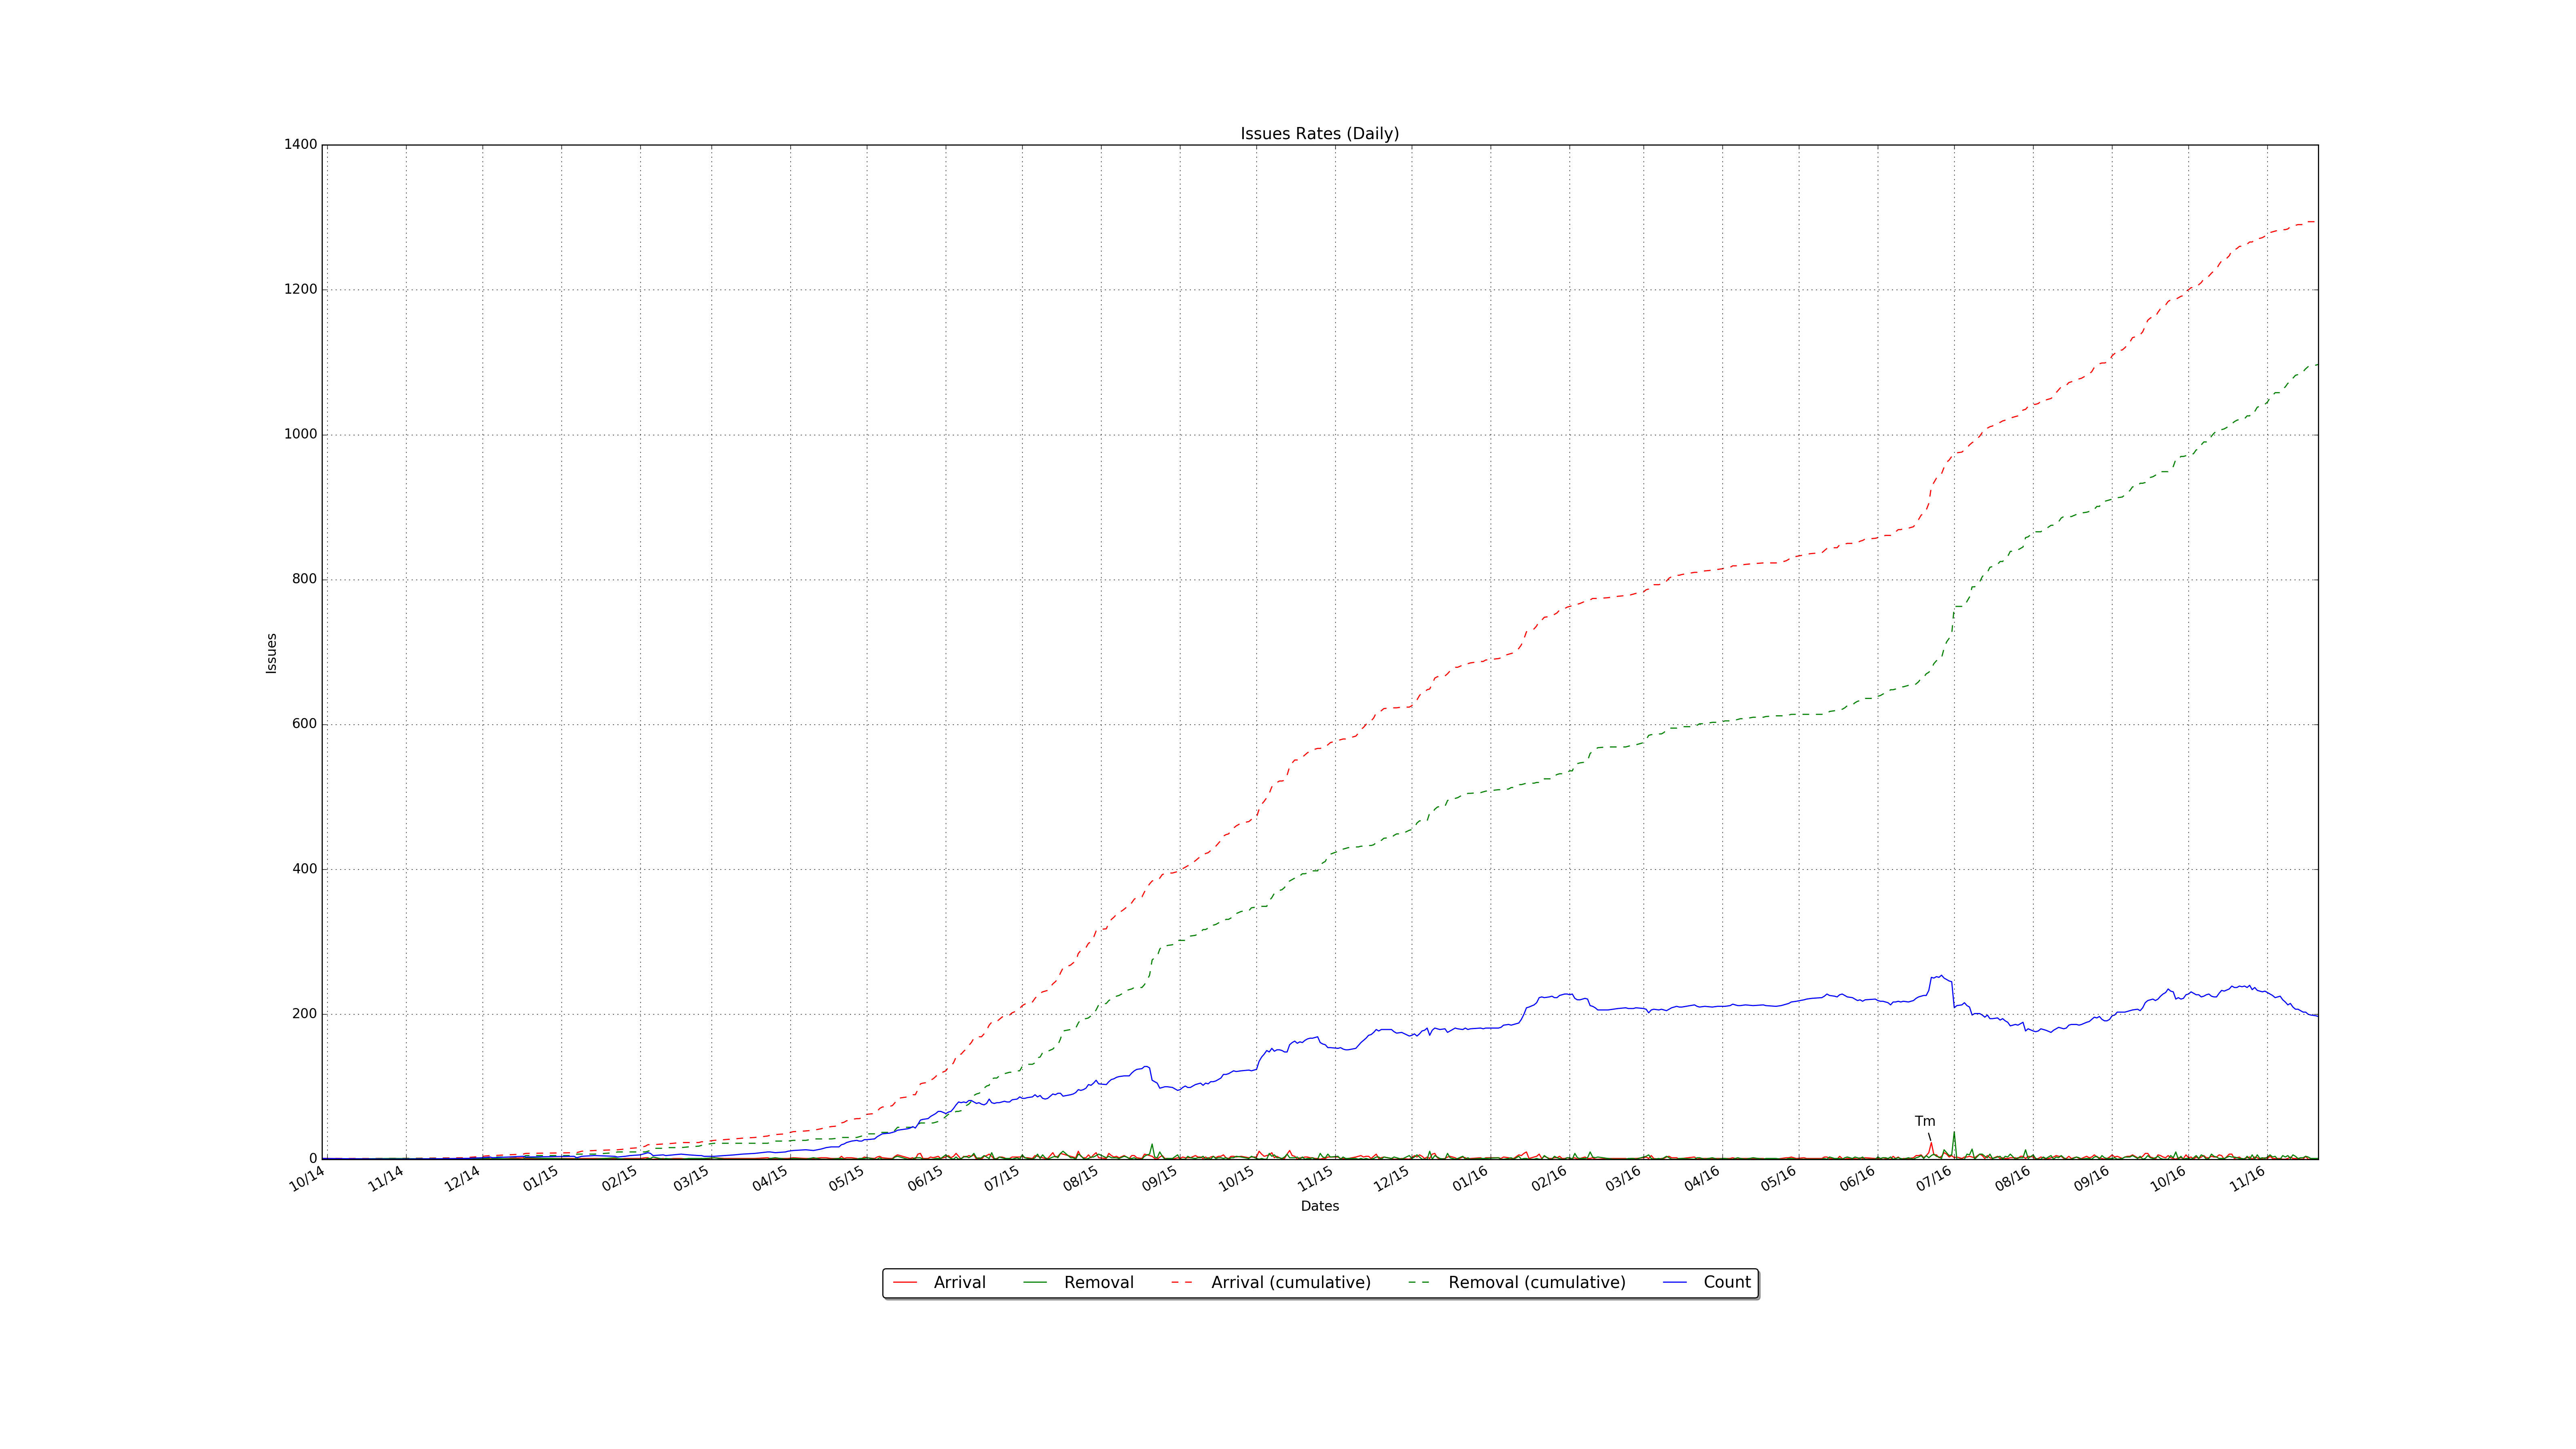 Issues Rates (Daily)
1400
1200
1000
800
600
400
200
0
Issues
Tm
10/14 11/14 12/14 01/15 02/15 03/15 04/15 05/15 06/15 07/15 08/15 09/15 10/15 11/15 12/15 01/16 02/16 03/16 04/16 05/16 06/16 07/16 08/16 09/16 10/16 11/16
Dates
Arrival Removal Arrival (cumulative) Removal (cumulative) Count